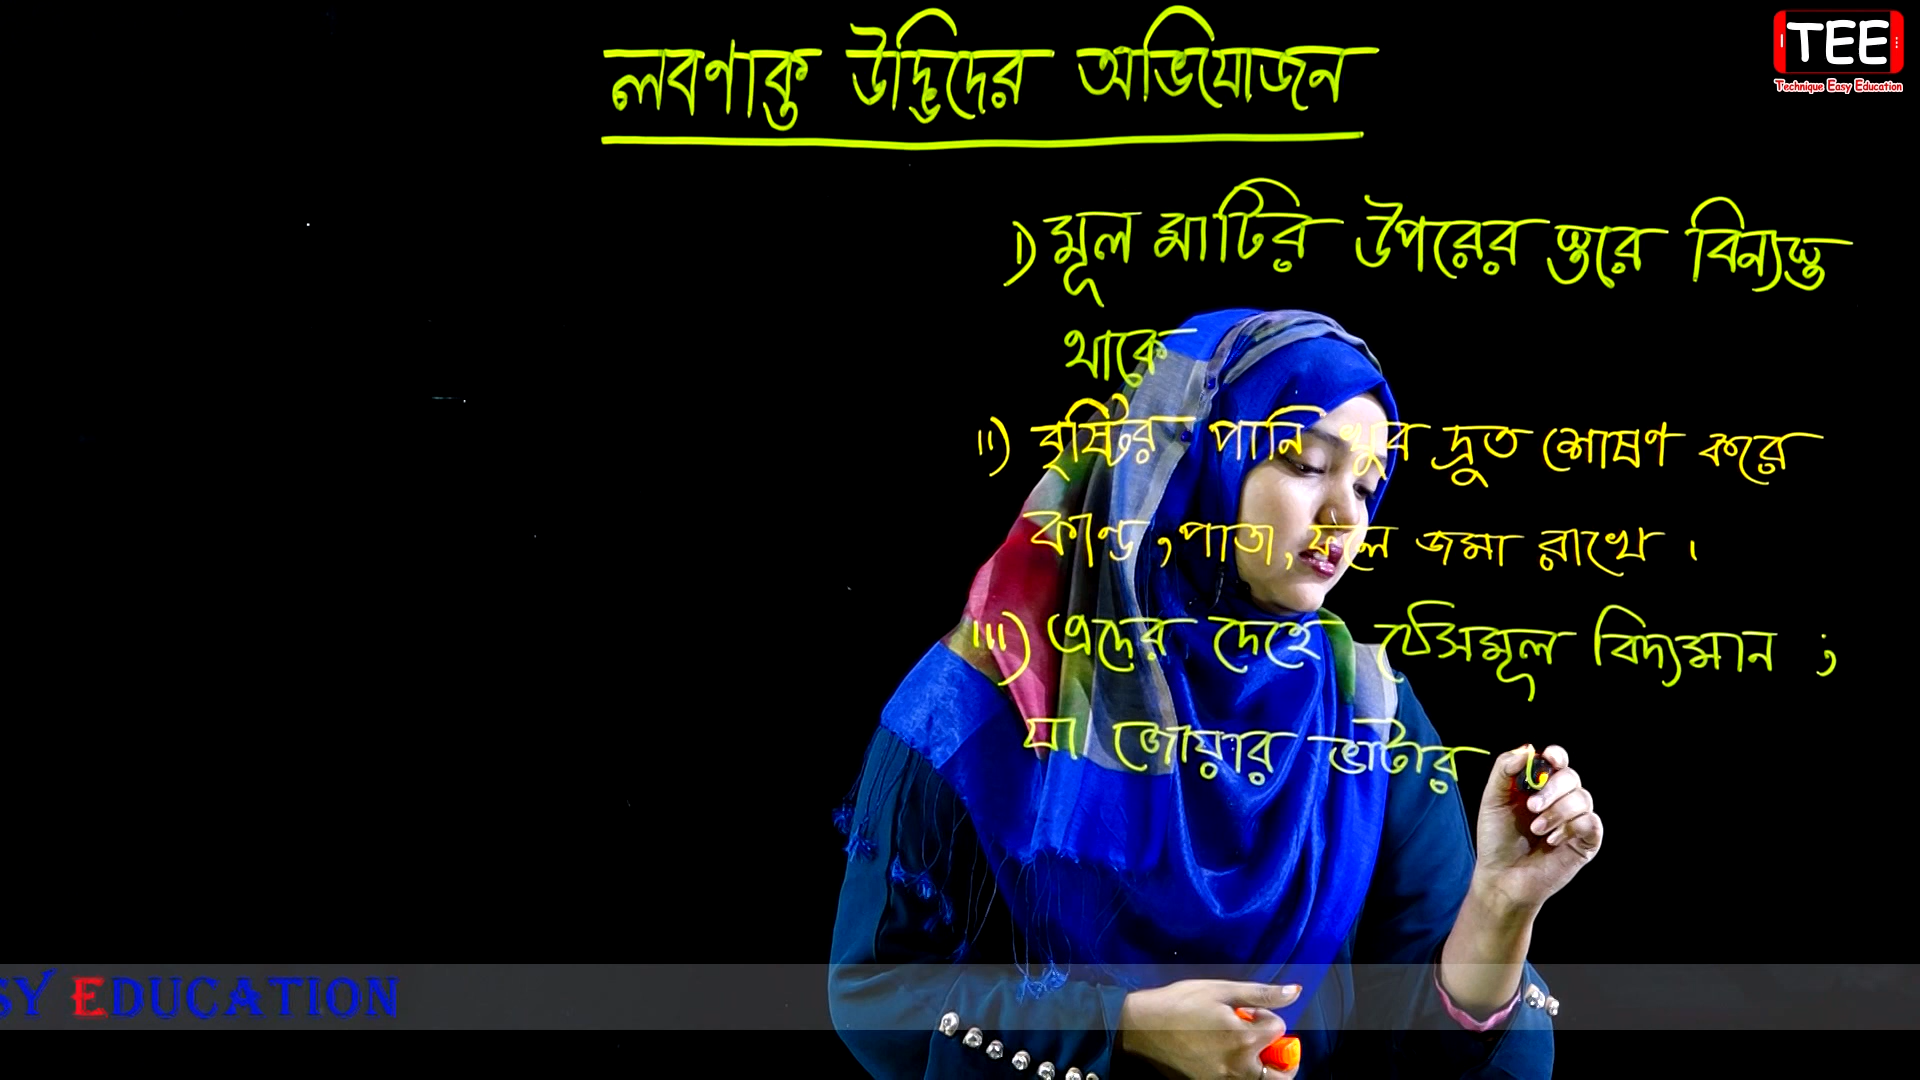 লবণাক্ত উদ্ভিদের অভিযোজন
TEE
Technique Easy Education
i) মূল মাটির উপরের স্তরে বিন্যস্ত
থাকে
ii) বৃষ্টির পানি খুব দ্রুত শোষণ করে
কান্ড, পাতা, ফলে জমা রাখে।
iii) এদের দেহে ঠেসমূল বিদ্যমান ;
যা জোয়ার ভাটার
SY EDUCATION